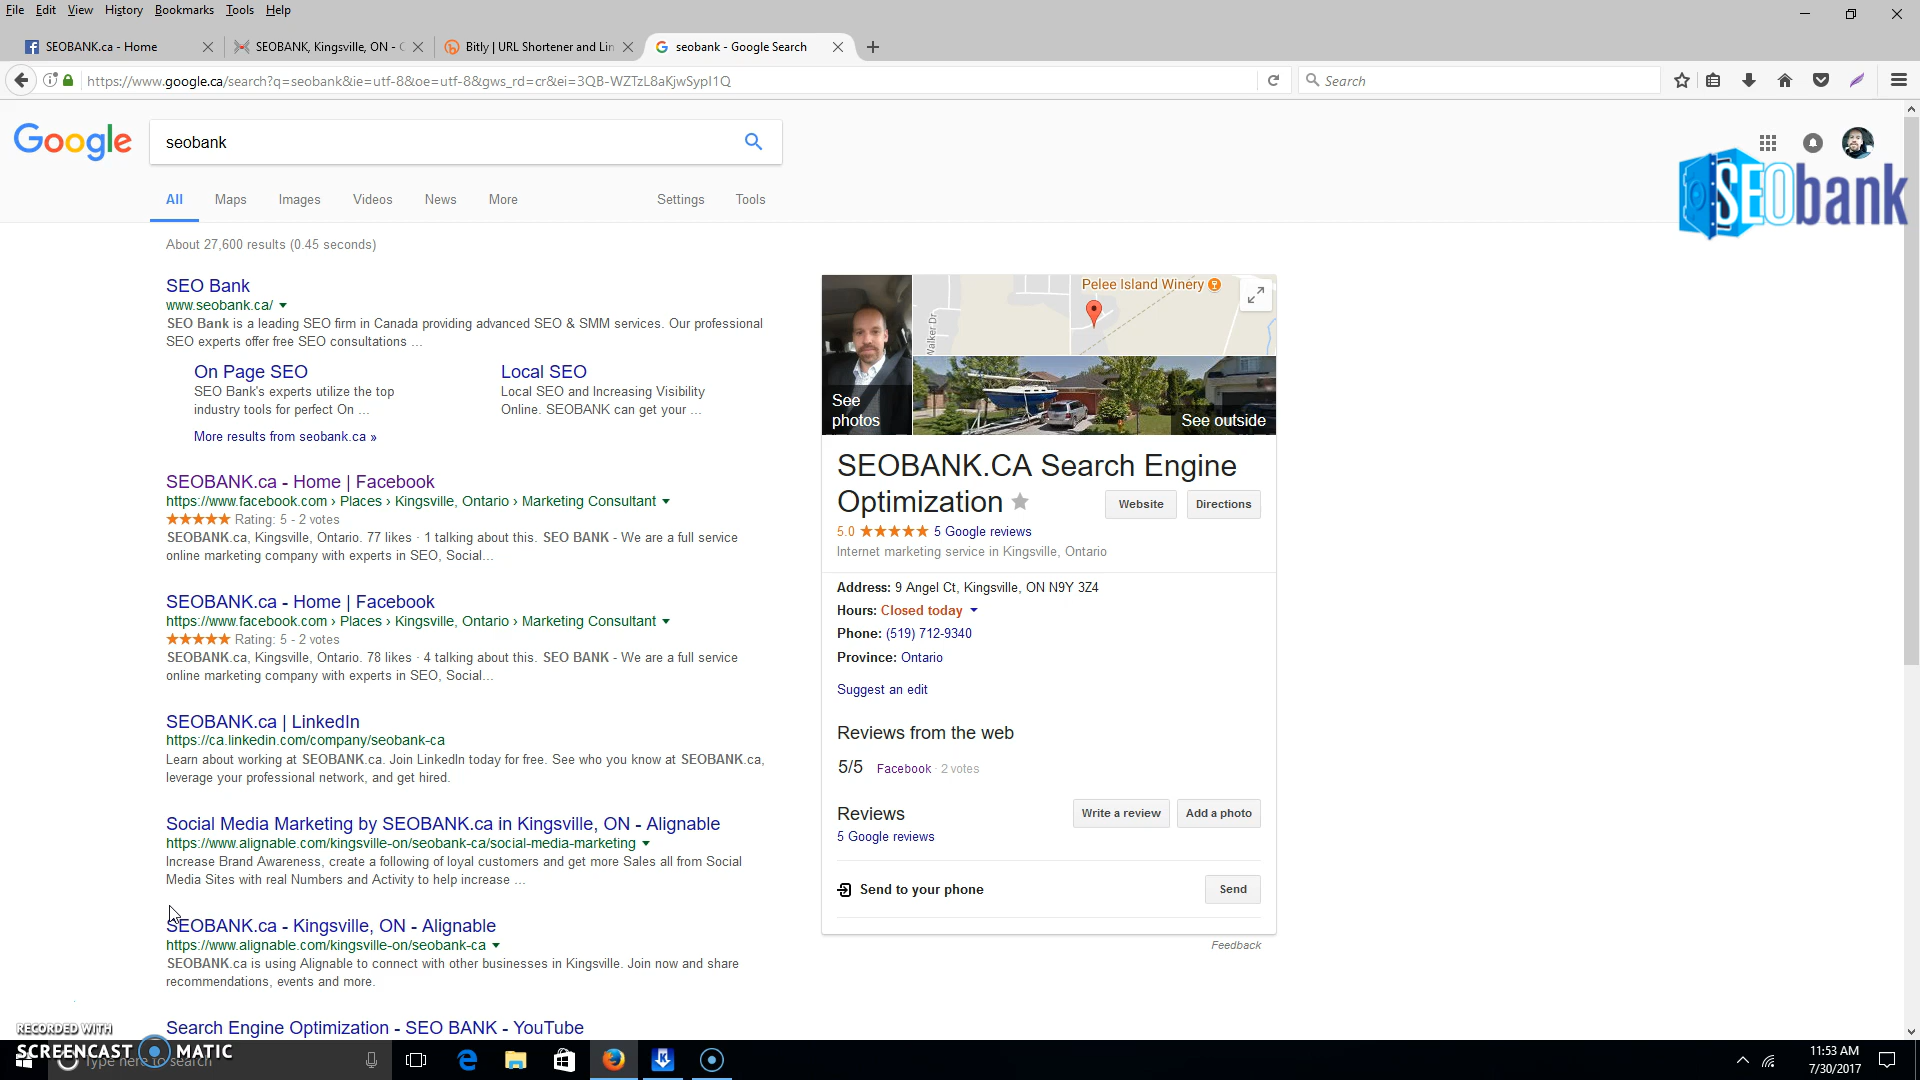 File Edit View History Bookmarks Tools Help
SEOBANK.ca - Home
SEOBANK, Kingsville, ON -
Bitly | URL Shortener and Lin
seobank - Google Search
https://www.google.ca/search?q=seobank&ie=utf-8&oe=utf-8&gws_rd=cr&ei=3QB-WZTzL8aKjwSypI1Q
Search
Google
seobank
All Maps Images Videos News More Settings Tools
SEObank
About 27,600 results (0.45 seconds)
SEO Bank
www.seobank.ca/
SEO Bank is a leading SEO firm in Canada providing advanced SEO & SMM services. Our professional
SEO experts offer free SEO consultations ...
On Page SEO
SEO Bank's experts utilize the top
industry tools for perfect On ...
Local SEO
Local SEO and Increasing Visibility
Online. SEOBANK can get your ...
More results from seobank.ca »
SEOBANK.ca - Home | Facebook
https://www.facebook.com › Places › Kingsville, Ontario › Marketing Consultant
Rating: 5 - 2 votes
SEOBANK.ca, Kingsville, Ontario. 77 likes · 1 talking about this. SEO BANK - We are a full service
online marketing company with experts in SEO, Social...
SEOBANK.ca - Home | Facebook
https://www.facebook.com › Places › Kingsville, Ontario › Marketing Consultant
Rating: 5 - 2 votes
SEOBANK.ca, Kingsville, Ontario. 78 likes · 4 talking about this. SEO BANK - We are a full service
online marketing company with experts in SEO, Social...
SEOBANK.ca | LinkedIn
https://ca.linkedin.com/company/seobank-ca
Learn about working at SEOBANK.ca. Join LinkedIn today for free. See who you know at SEOBANK.ca,
leverage your professional network, and get hired.
Social Media Marketing by SEOBANK.ca in Kingsville, ON - Alignable
https://www.alignable.com/kingsville-on/seobank-ca/social-media-marketing
Increase Brand Awareness, create a following of loyal customers and get more Sales all from Social
Media Sites with real Numbers and Activity to help increase ...
SEOBANK.ca - Kingsville, ON - Alignable
https://www.alignable.com/kingsville-on/seobank-ca
SEOBANK.ca is using Alignable to connect with other businesses in Kingsville. Join now and share
recommendations, events and more.
Search Engine Optimization - SEO BANK - YouTube
Pelee Island Winery
Walker Dr
See
photos
See outside
SEOBANK.CA Search Engine
Optimization
Website
Directions
5.0 5 Google reviews
Internet marketing service in Kingsville, Ontario
Address: 9 Angel Ct, Kingsville, ON N9Y 3Z4
Hours: Closed today
Phone: (519) 712-9340
Province: Ontario
Suggest an edit
Reviews from the web
5/5 Facebook · 2 votes
Reviews
Write a review
Add a photo
5 Google reviews
Send to your phone
Send
Feedback
RECORDED WITH
SCREENCAST MATIC
Type here to search
11:53 AM
7/30/2017